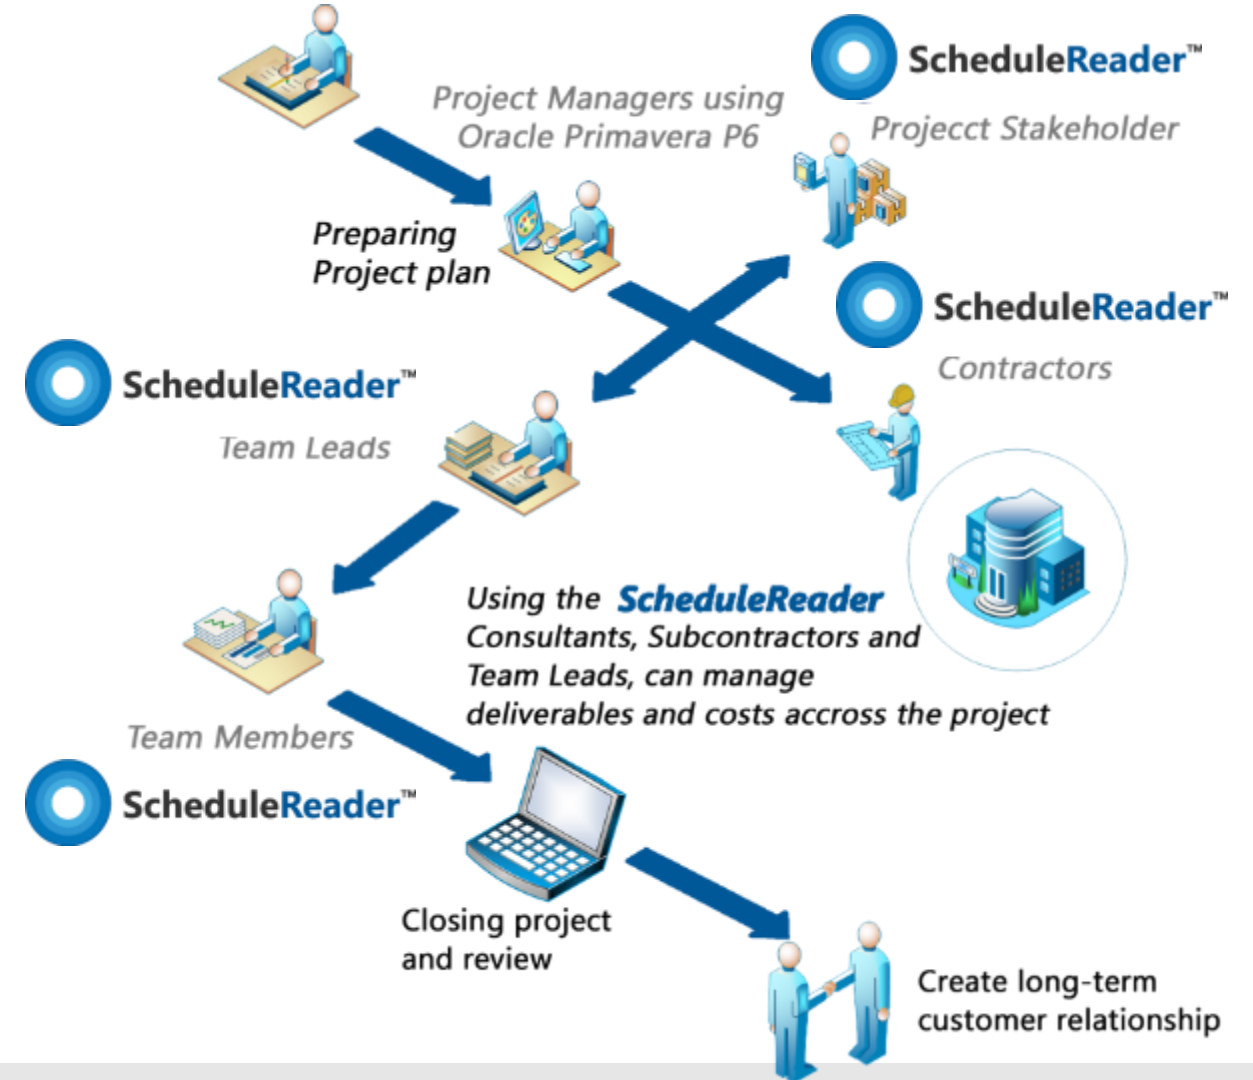 ScheduleReader™
Project Managers using
Oracle Primavera P6
Projecct Stakeholder
Preparing
Project plan
ScheduleReader™
Contractors
ScheduleReader™
Team Leads
Using the ScheduleReader
Consultants, Subcontractors and
Team Leads, can manage
deliverables and costs accross the project
Team Members
ScheduleReader™
Closing project
and review
Create long-term
customer relationship